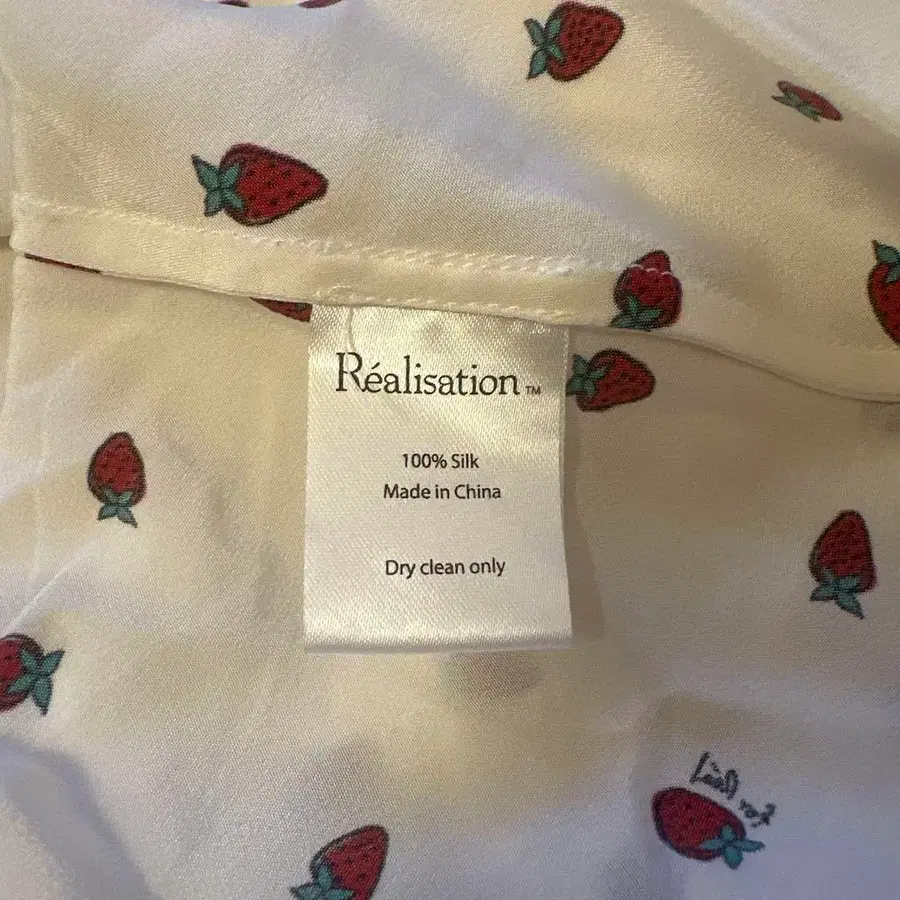 Réalisation™
100% Silk
Made in China
Dry clean only